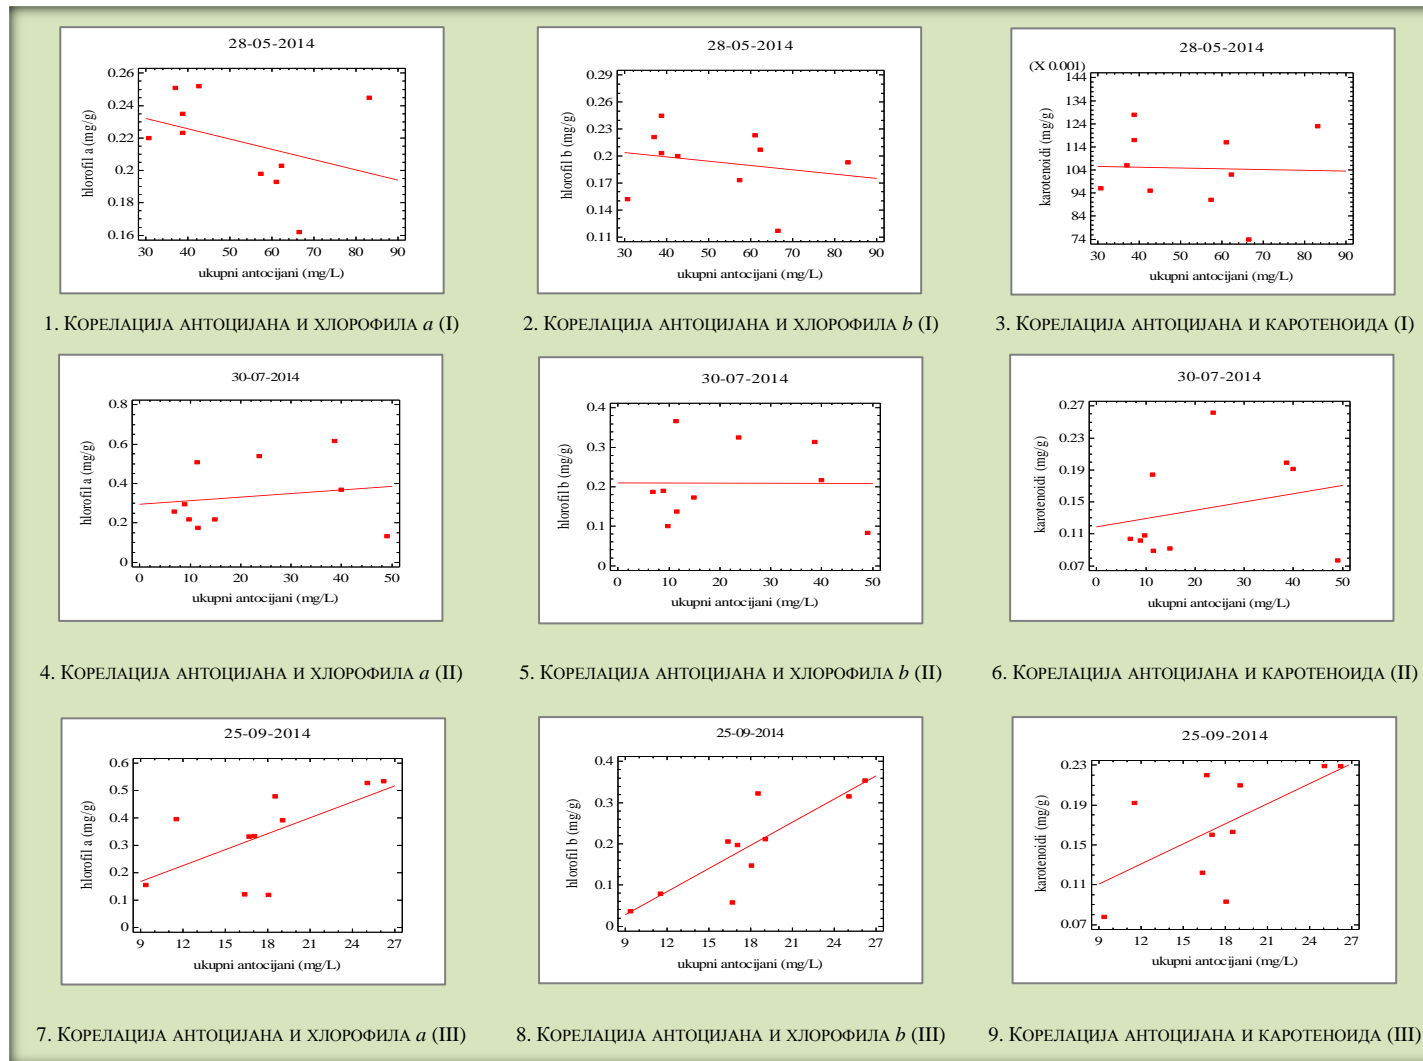 28-05-2014
hlorofil a (mg/g)
0.26
0.24
0.22
0.2
0.18
0.16
30 40 50 60 70 80 90
ukupni antocijani (mg/L)
28-05-2014
hlorofil b (mg/g)
0.29
0.26
0.23
0.2
0.17
0.14
0.11
30 40 50 60 70 80 90
ukupni antocijani (mg/L)
28-05-2014
(X 0.001)
karotenoidi (mg/g)
144
134
124
114
104
94
84
74
30 40 50 60 70 80 90
ukupni antocijani (mg/L)
1. Корелација антоцијана и хлорофила a (I)
2. Корелација антоцијана и хлорофила b (I)
3. Корелација антоцијана и каротеноида (I)
30-07-2014
hlorofil a (mg/g)
0.8
0.6
0.4
0.2
0
0 10 20 30 40 50
ukupni antocijani (mg/L)
30-07-2014
hlorofil b (mg/g)
0.4
0.3
0.2
0.1
0
0 10 20 30 40 50
ukupni antocijani (mg/L)
30-07-2014
karotenoidi (mg/g)
0.27
0.23
0.19
0.15
0.11
0.07
0 10 20 30 40 50
ukupni antocijani (mg/L)
4. Корелација антоцијана и хлорофила a (II)
5. Корелација антоцијана и хлорофила b (II)
6. Корелација антоцијана и каротеноида (II)
25-09-2014
hlorofil a (mg/g)
0.6
0.5
0.4
0.3
0.2
0.1
0
9 12 15 18 21 24 27
ukupni antocijani (mg/L)
25-09-2014
hlorofil b (mg/g)
0.4
0.3
0.2
0.1
0
9 12 15 18 21 24 27
ukupni antocijani (mg/L)
25-09-2014
karotenoidi (mg/g)
0.23
0.19
0.15
0.11
0.07
9 12 15 18 21 24 27
ukupni antocijani (mg/L)
7. Корелација антоцијана и хлорофила a (III)
8. Корелација антоцијана и хлорофила b (III)
9. Корелација антоцијана и каротеноида (III)